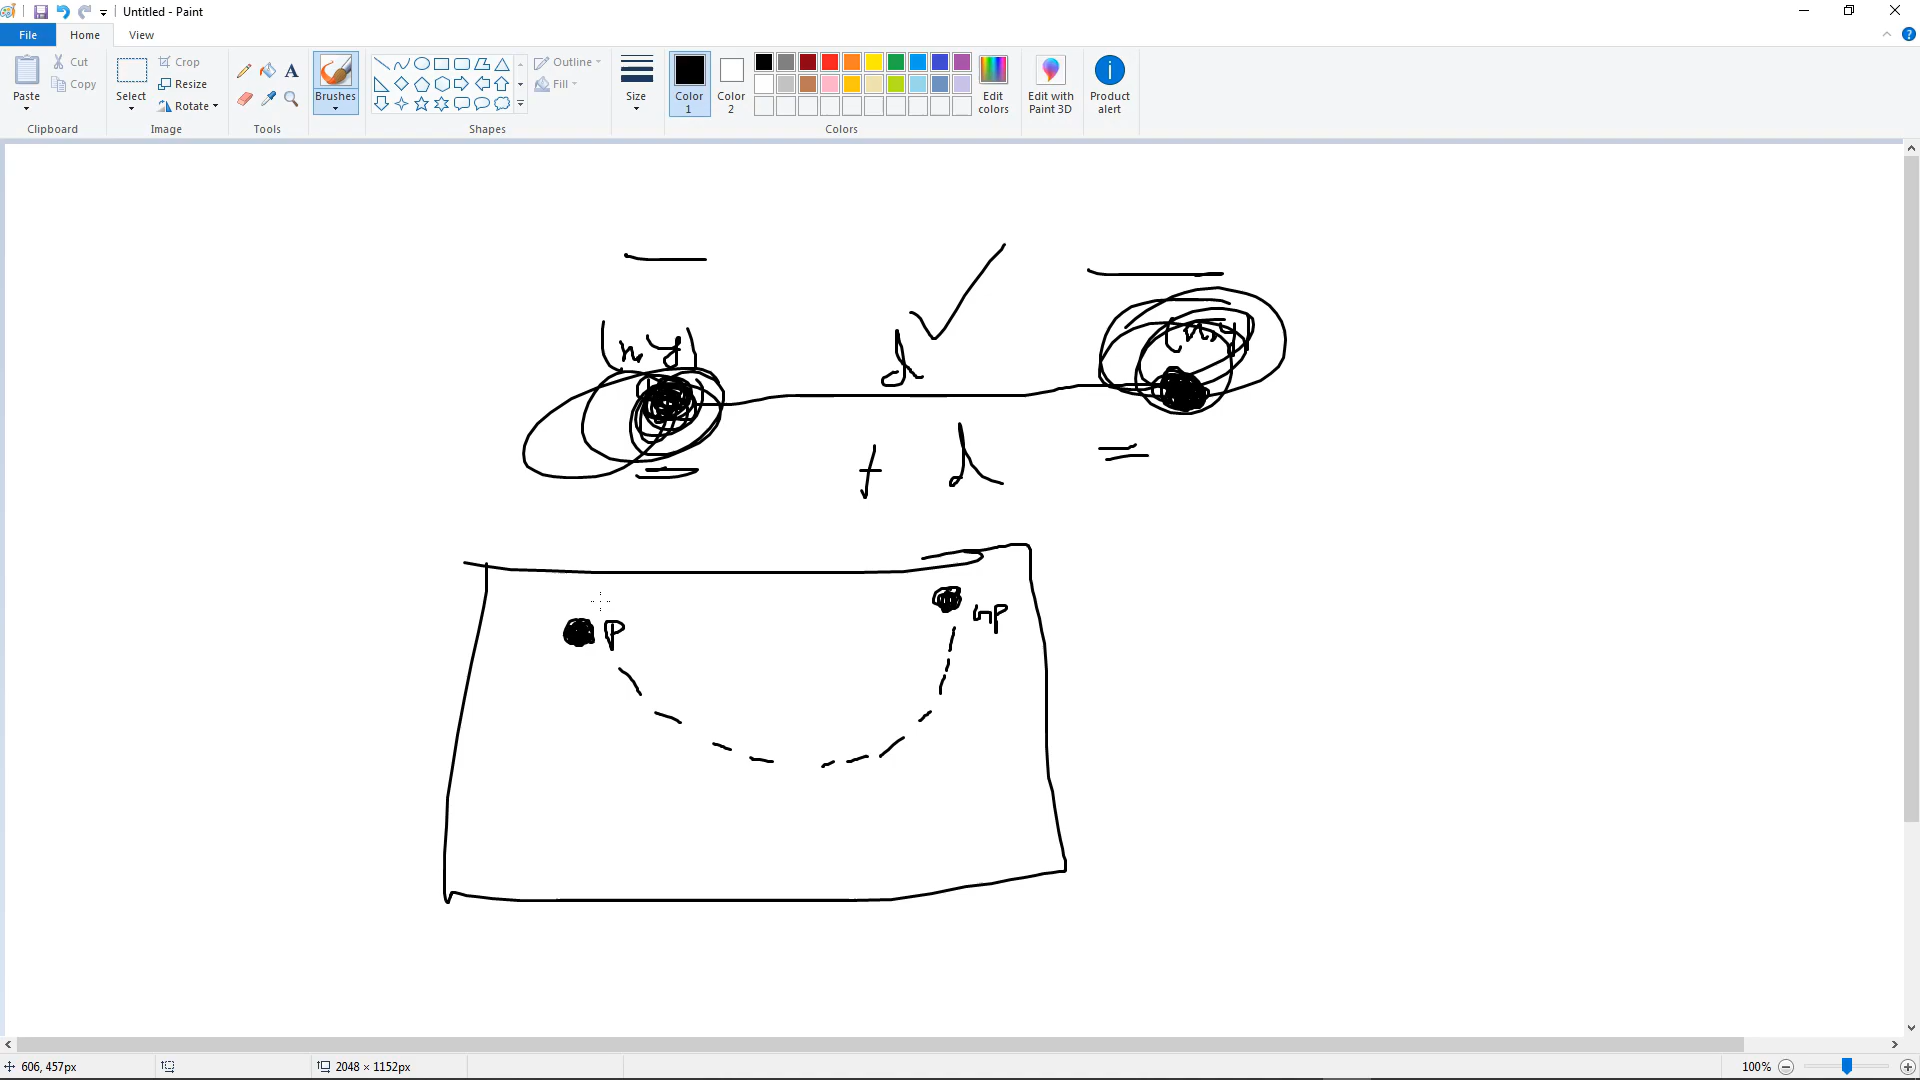 Untitled - Paint
File Home View
Paste
Cut
Copy
Clipboard
Select
Crop
Resize
Rotate
Image
A
Tools
Brushes
Shapes
Outline
Fill
Size
Color 1
Color 2
Colors
Edit colors
Edit with Paint 3D
Product alert
d
+ d =
P
606, 457px
2048 × 1152px
100%